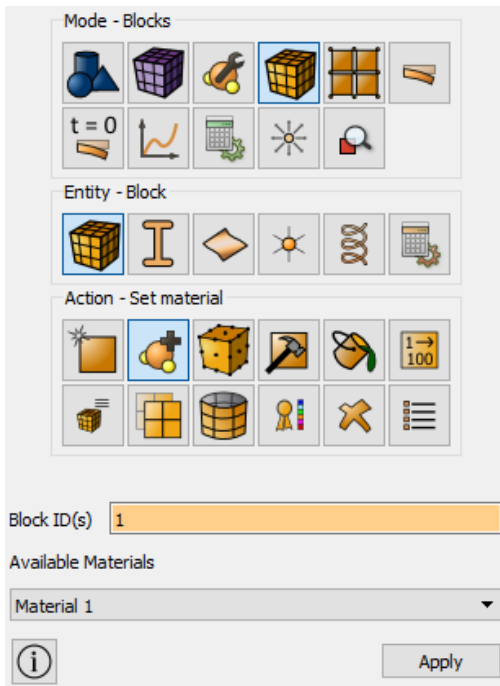 Mode - Blocks
t = 0
Entity - Block
Action - Set material
1→
100
Block ID(s) 1
Available Materials
Material 1
i
Apply